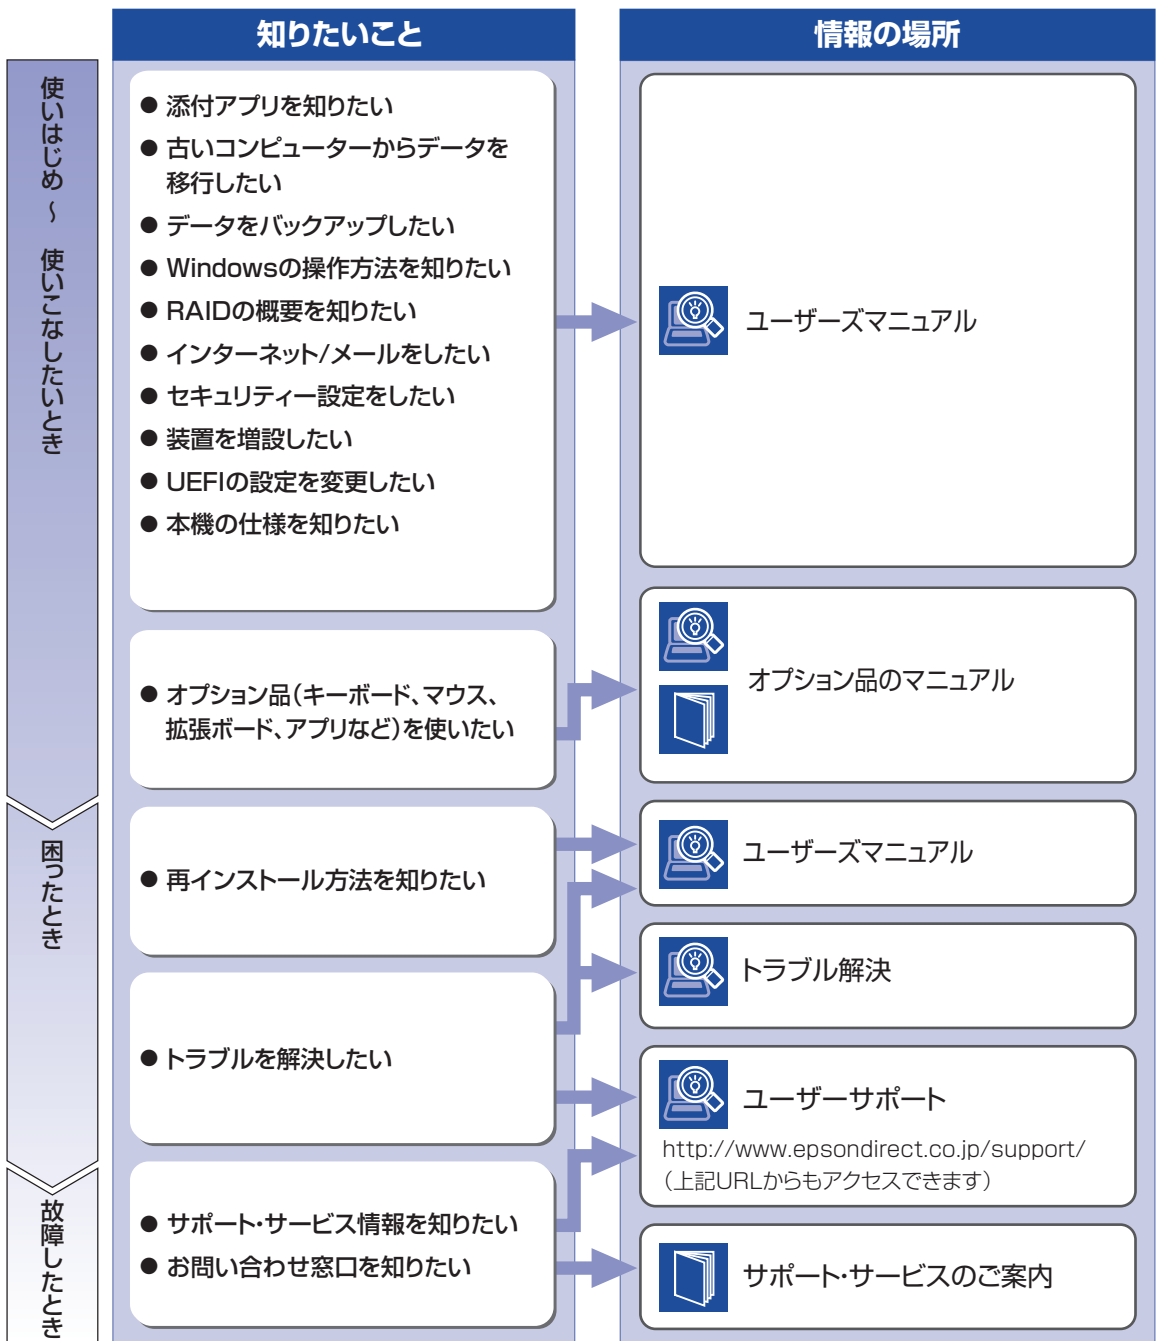 知りたいこと
情報の場所
使いはじめ ～ 使いこなしたいとき
● 添付アプリを知りたい
● 古いコンピューターからデータを
移行したい
● データをバックアップしたい
● Windowsの操作方法を知りたい
● RAIDの概要を知りたい
● インターネット/メールをしたい
● セキュリティー設定をしたい
● 装置を増設したい
● UEFIの設定を変更したい
● 本機の仕様を知りたい
ユーザーズマニュアル
● オプション品（キーボード、マウス、
拡張ボード、アプリなど）を使いたい
オプション品のマニュアル
困ったとき
● 再インストール方法を知りたい
ユーザーズマニュアル
トラブル解決
● トラブルを解決したい
ユーザーサポート
http://www.epsondirect.co.jp/support/
（上記URLからもアクセスできます）
故障したとき
● サポート・サービス情報を知りたい
● お問い合わせ窓口を知りたい
サポート・サービスのご案内